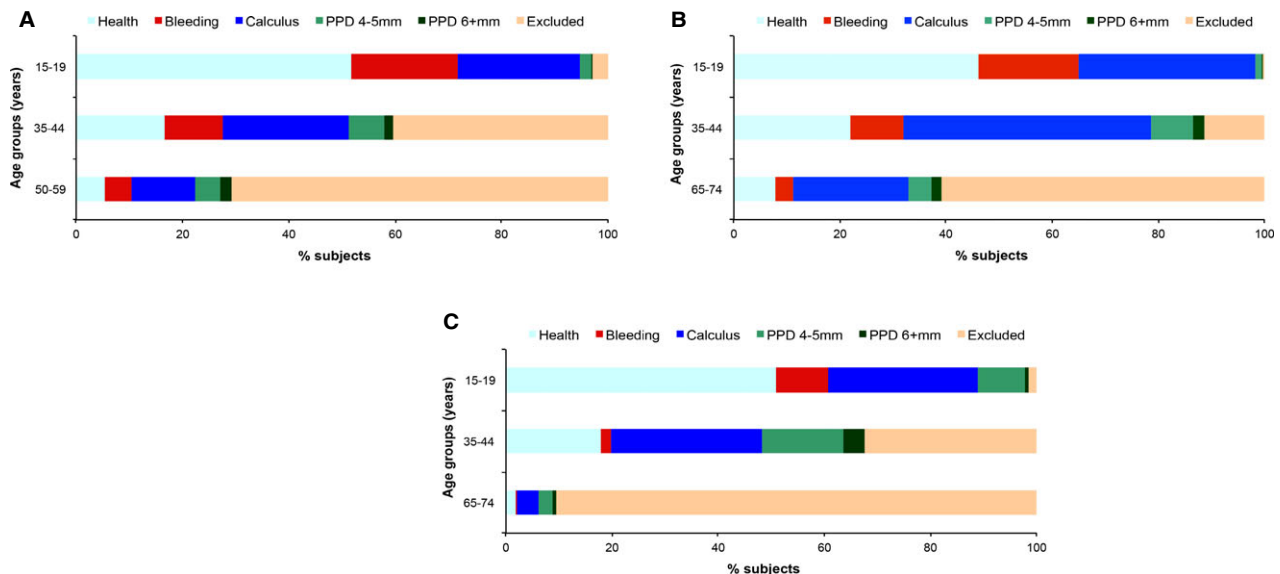 A
Health Bleeding Calculus PPD 4-5mm PPD 6+mm Excluded
Age groups (years)
15-19
35-44
50-59
0 20 40 60 80 100
% subjects
B
Health Bleeding Calculus PPD 4-5mm PPD 6+mm Excluded
Age groups (years)
15-19
35-44
65-74
0 20 40 60 80 100
% subjects
C
Health Bleeding Calculus PPD 4-5mm PPD 6+mm Excluded
Age groups (years)
15-19
35-44
65-74
0 20 40 60 80 100
% subjects